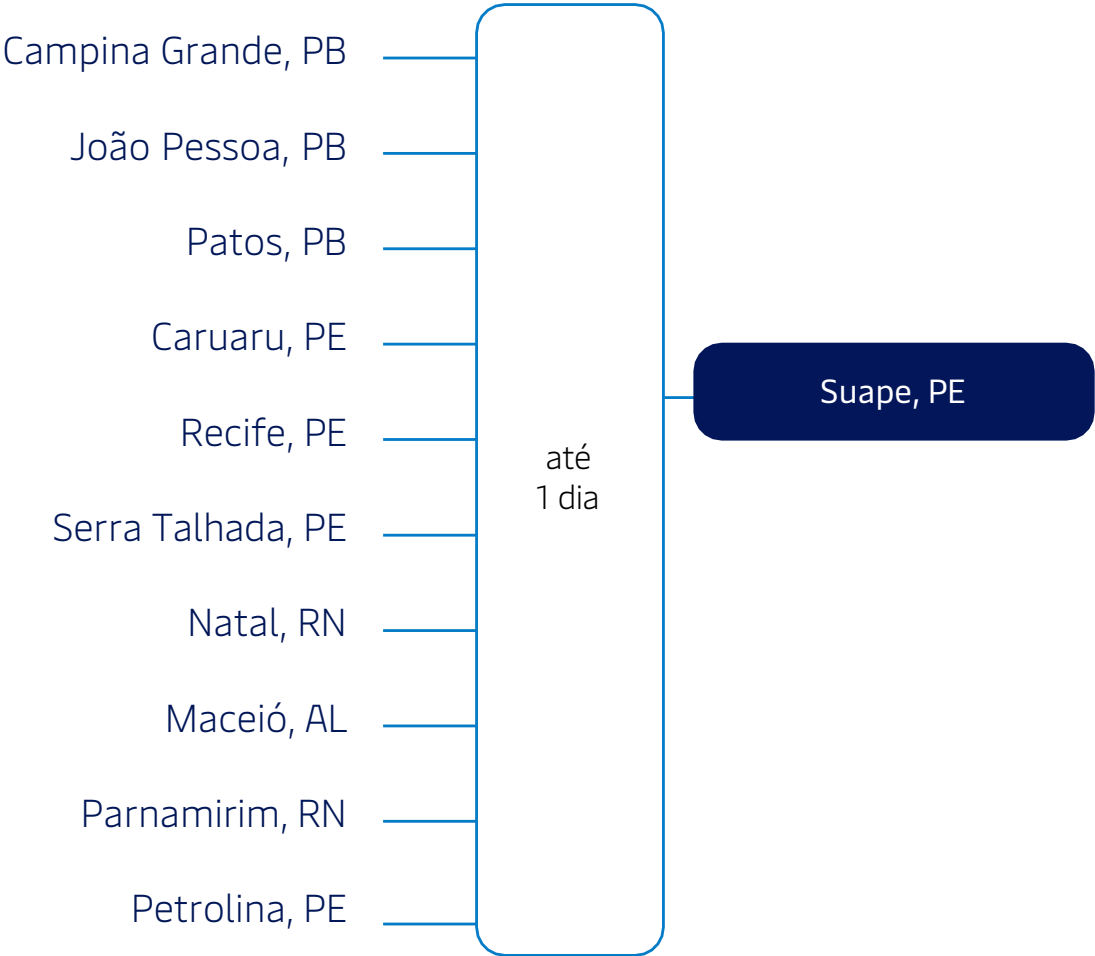 Campina Grande, PB
João Pessoa, PB
Patos, PB
Caruaru, PE
Recife, PE
Serra Talhada, PE
Natal, RN
Maceió, AL
Parnamirim, RN
Petrolina, PE
até
1 dia
Suape, PE